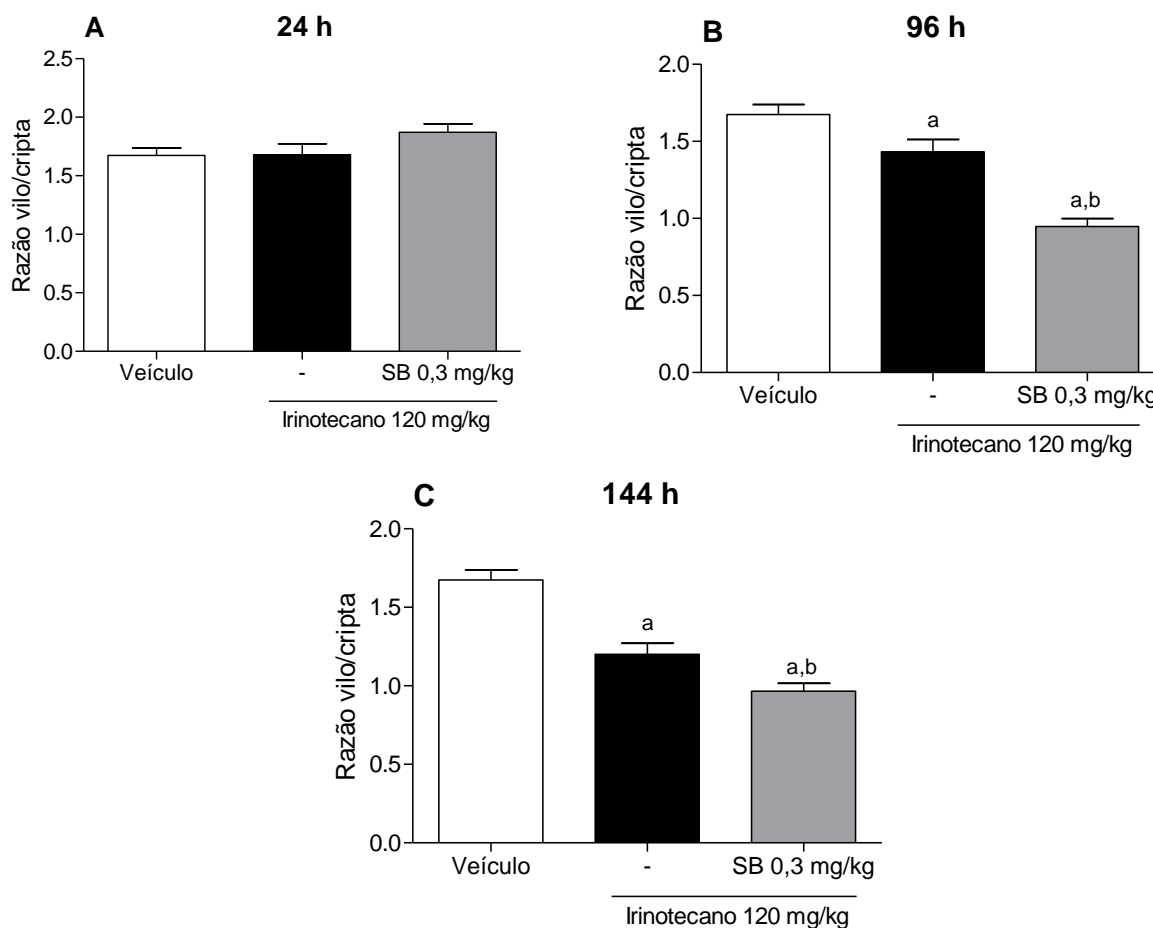 A
24 h
Razão vilo/cripta
2.5
2.0
1.5
1.0
0.5
0.0
Veículo
-
SB 0,3 mg/kg
Irinotecano 120 mg/kg
B
96 h
Razão vilo/cripta
2.0
1.5
1.0
0.5
0.0
a
a,b
Veículo
-
SB 0,3 mg/kg
Irinotecano 120 mg/kg
C
144 h
Razão vilo/cripta
2.0
1.5
1.0
0.5
0.0
a
a,b
Veículo
-
SB 0,3 mg/kg
Irinotecano 120 mg/kg